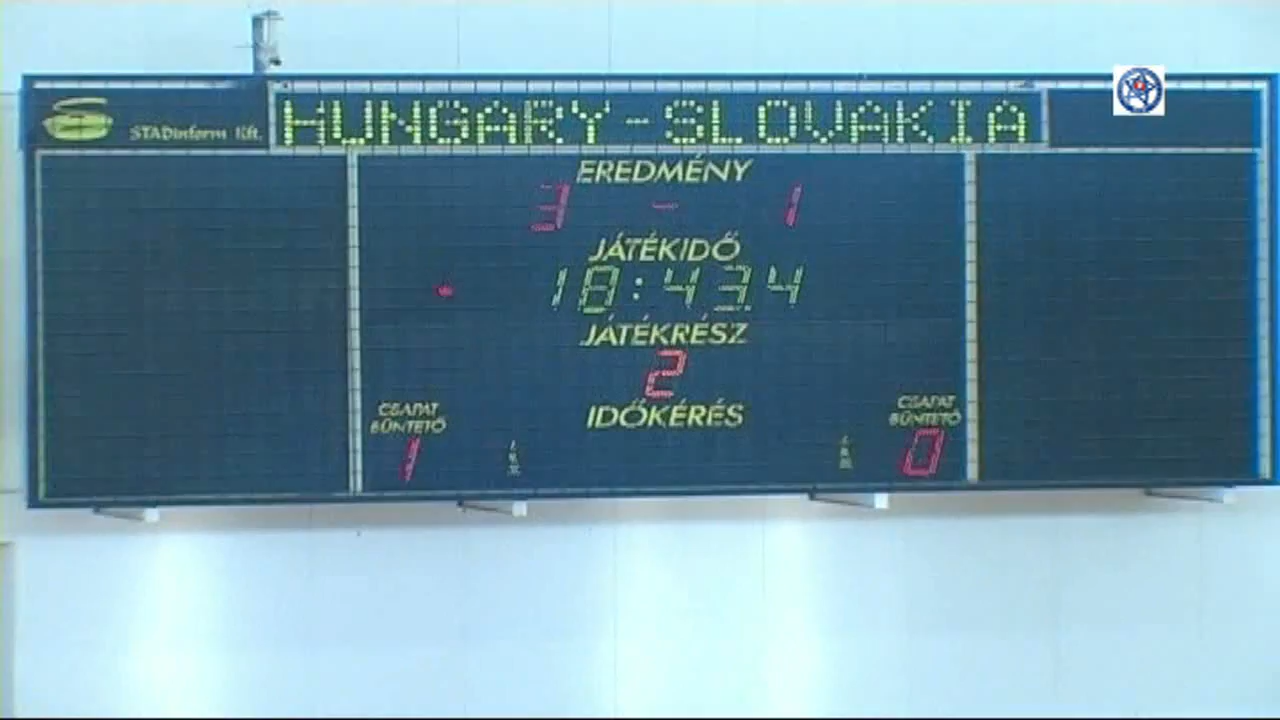 STADinform kft.
HUNGARY-SLOVAKIA
EREDMÉNY
3 - 1
JÁTÉKIDŐ
18:43.4
JÁTÉKRÉSZ
2
IDŐKÉRÉS
CSAPAT
BÜNTETŐ
1
CSAPAT
BÜNTETŐ
0